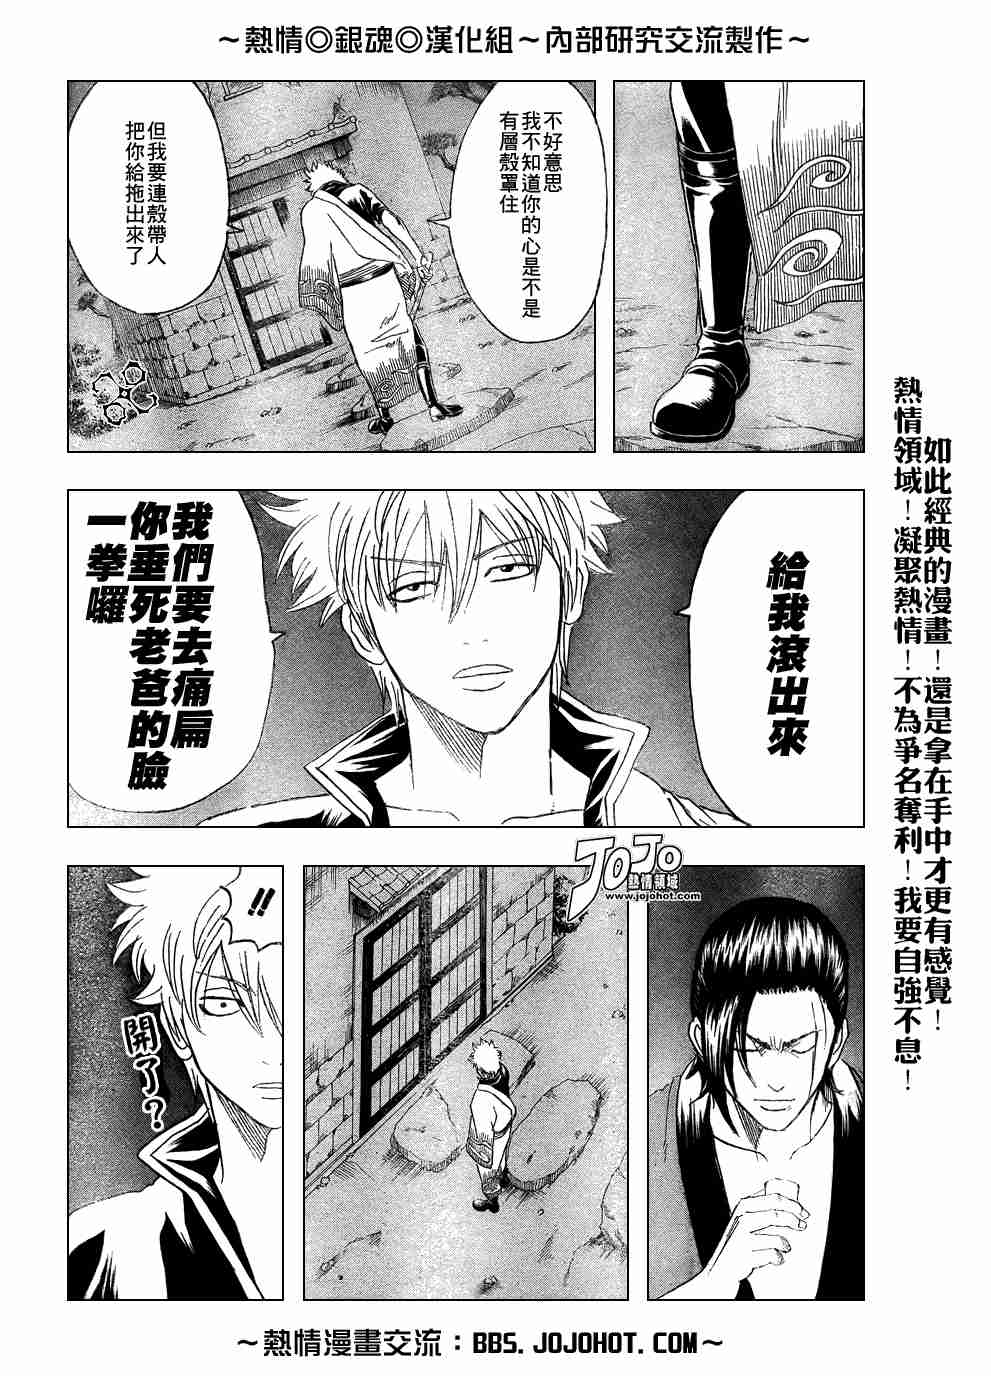 ～熱情◎銀魂◎漢化組～內部研究交流製作～
不好意思
我不知道你的心是不是
有層殼罩住
但我要連殼帶人
把你給拖出來了
給我滾出來
我們要去痛扁
你垂死老爸的臉
一拳囉
JOJO
熱情領域
www.jojohot.com
!!
開了？
如此經典的漫畫！還是拿在手中才更有感覺！
熱情領域！凝聚熱情！不為爭名奪利！我要自強不息！
～熱情漫畫交流：BBS. JOJOHOT. COM～